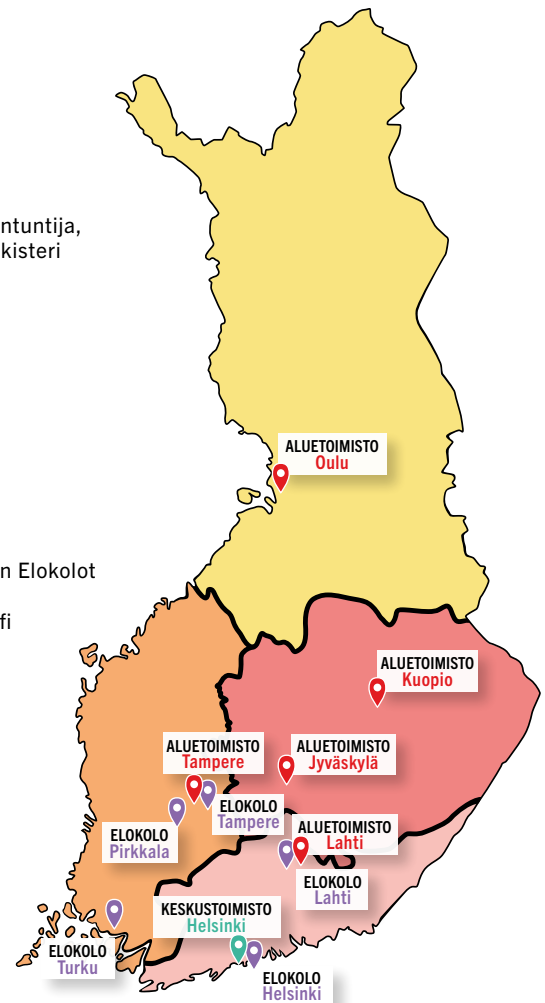 ntuntija,
kisteri
ALUETOIMISTO
Oulu
n Elokolot
fi
ALUETOIMISTO
Kuopio
ALUETOIMISTO
Tampere
ALUETOIMISTO
Jyväskylä
ELOKOLO
Tampere
ELOKOLO
Pirkkala
ALUETOIMISTO
Lahti
ELOKOLO
Lahti
KESKUSTOIMISTO
Helsinki
ELOKOLO
Turku
ELOKOLO
Helsinki